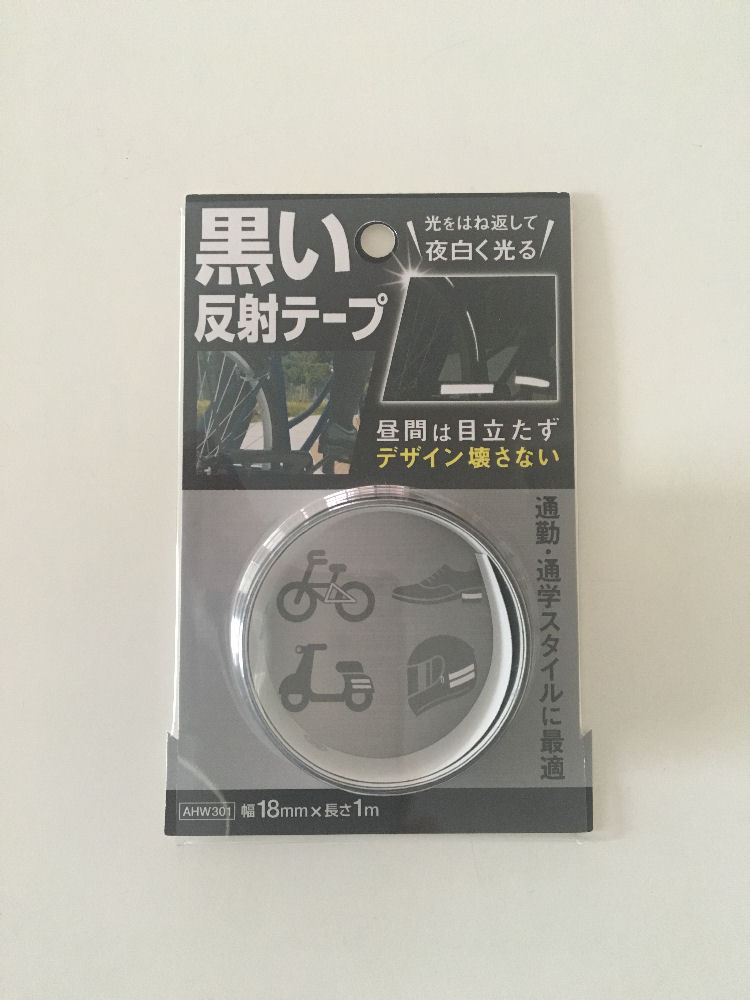 黒い
反射テープ
光をはね返して
夜白く光る
昼間は目立たず
デザイン壊さない
通勤・通学スタイルに最適
AHW301 幅18mm×長さ1m